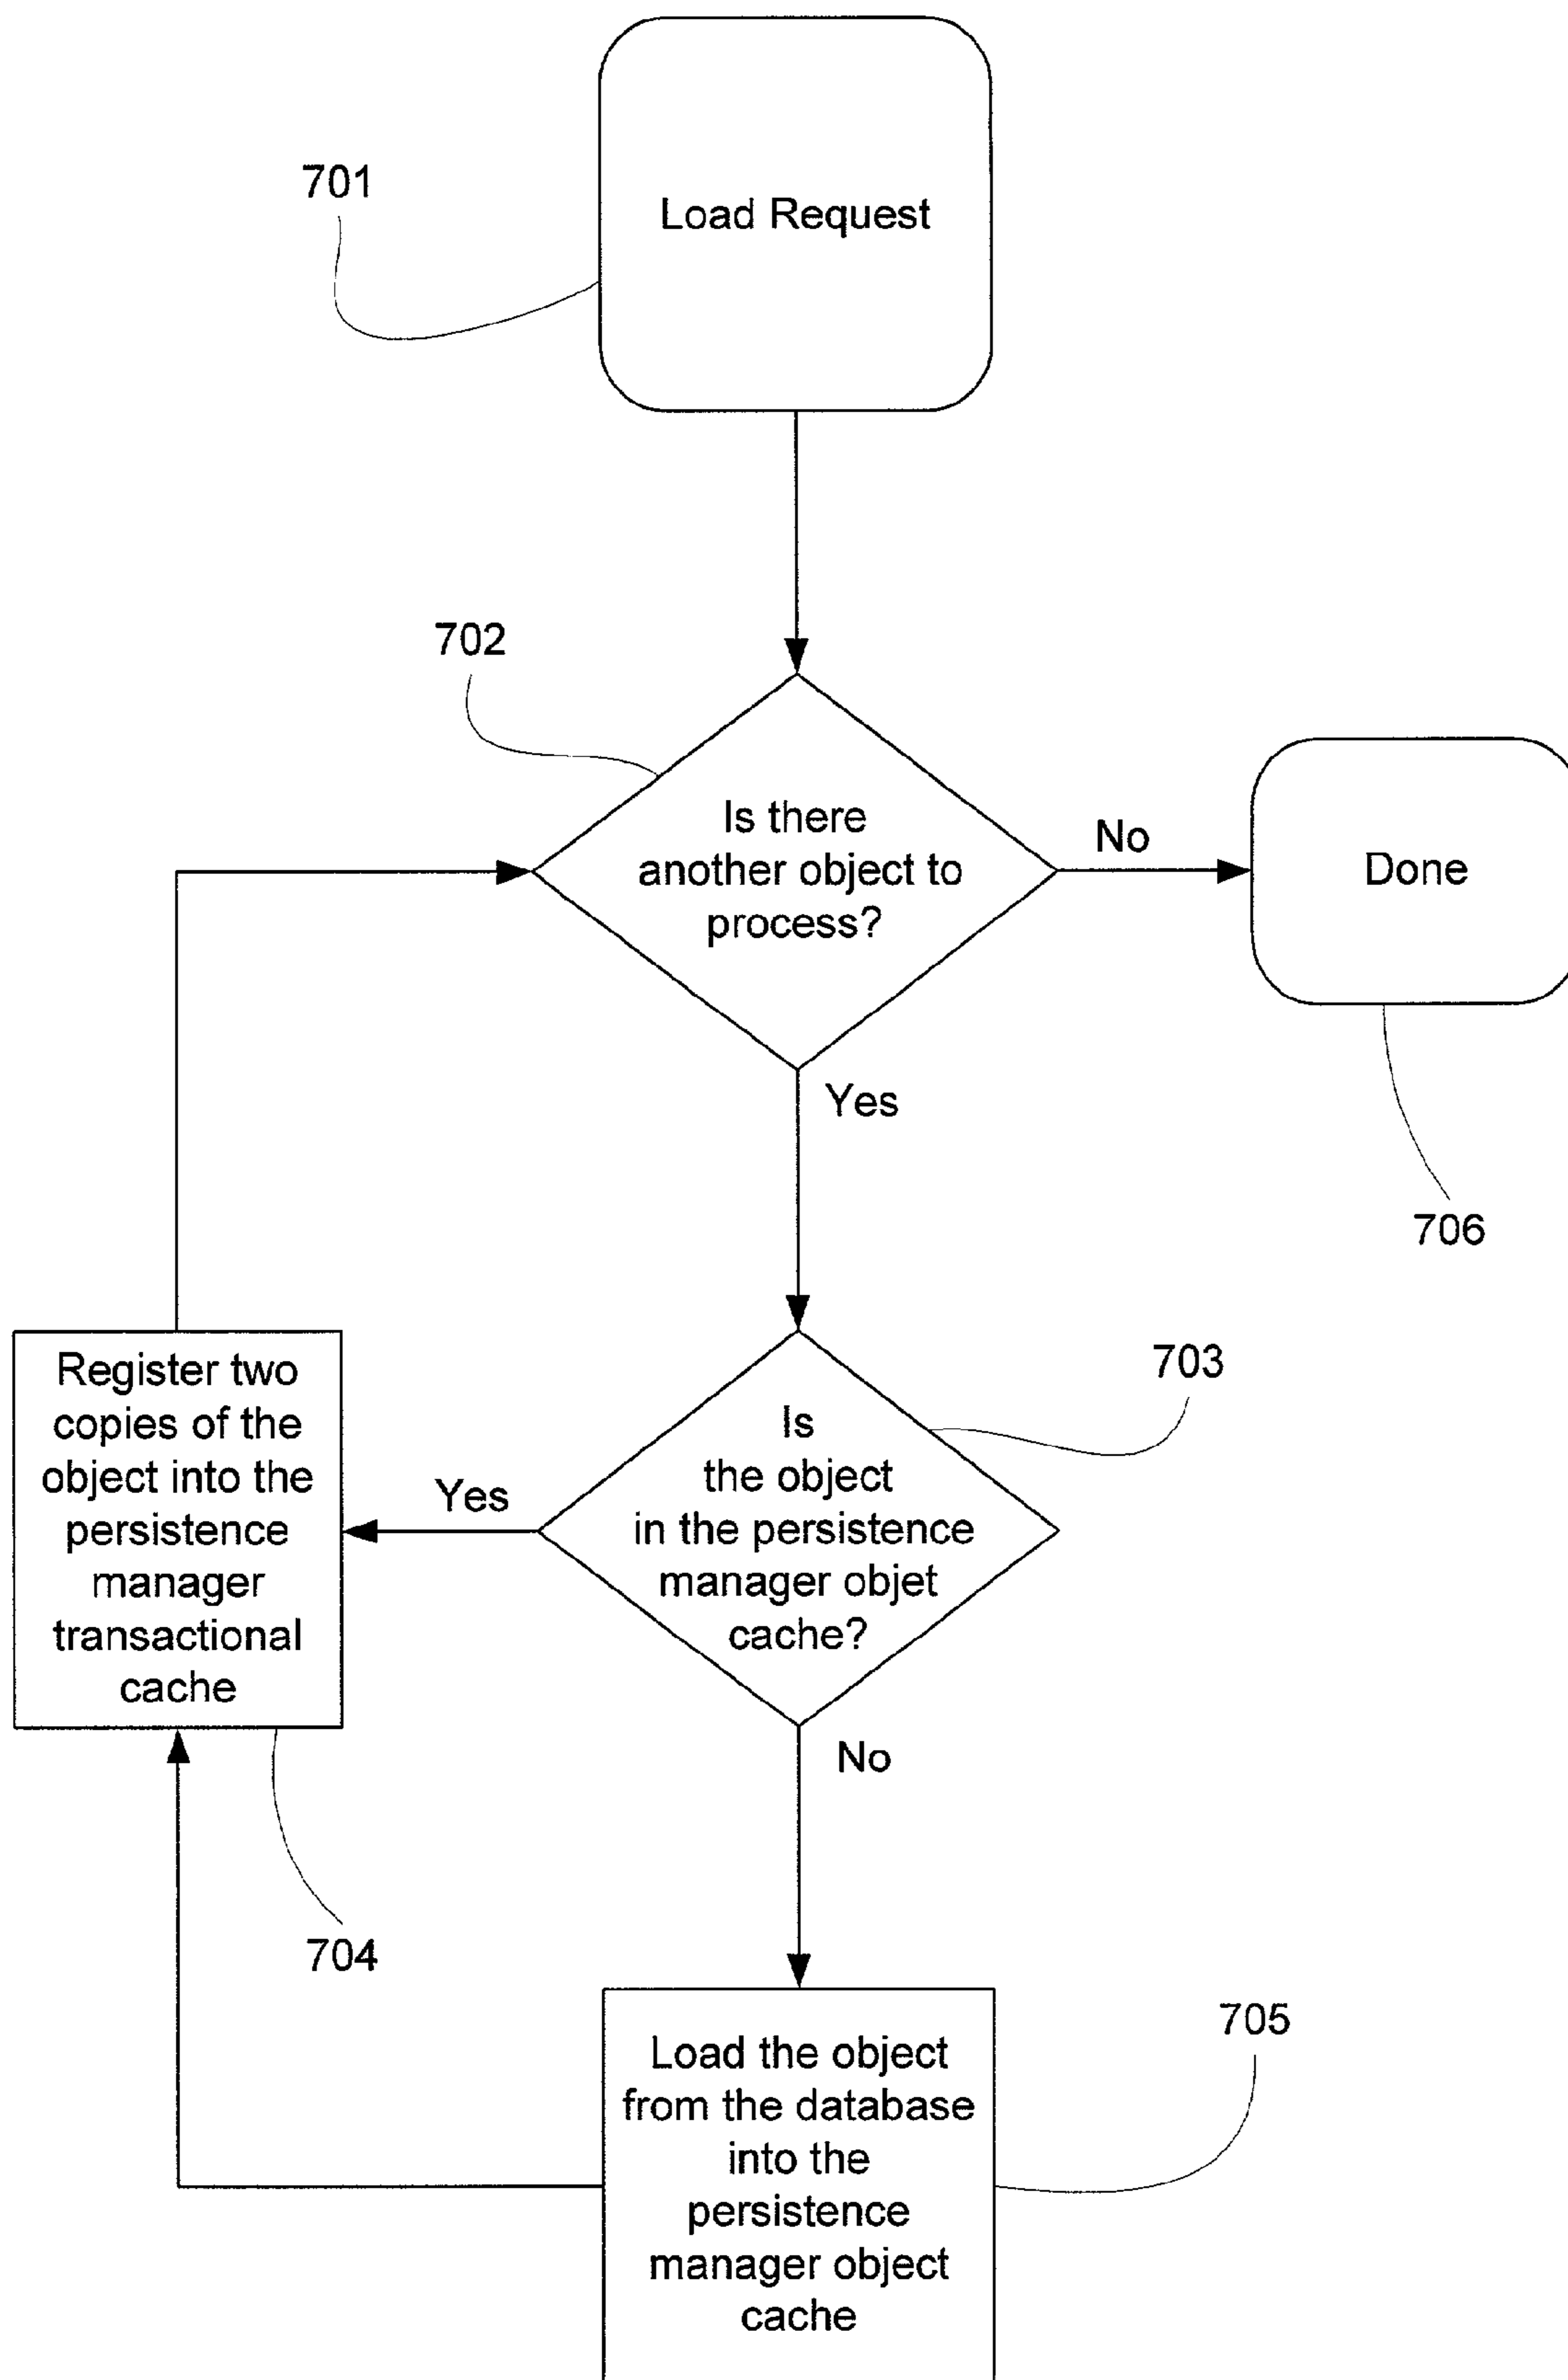 701
Load Request
702
Is there
another object to
process?
No
Done
Yes
706
Register two
copies of the
object into the
persistence
manager
transactional
cache
Yes
703
Is
the object
in the persistence
manager objet
cache?
No
704
705
Load the object
from the database
into the
persistence
manager object
cache